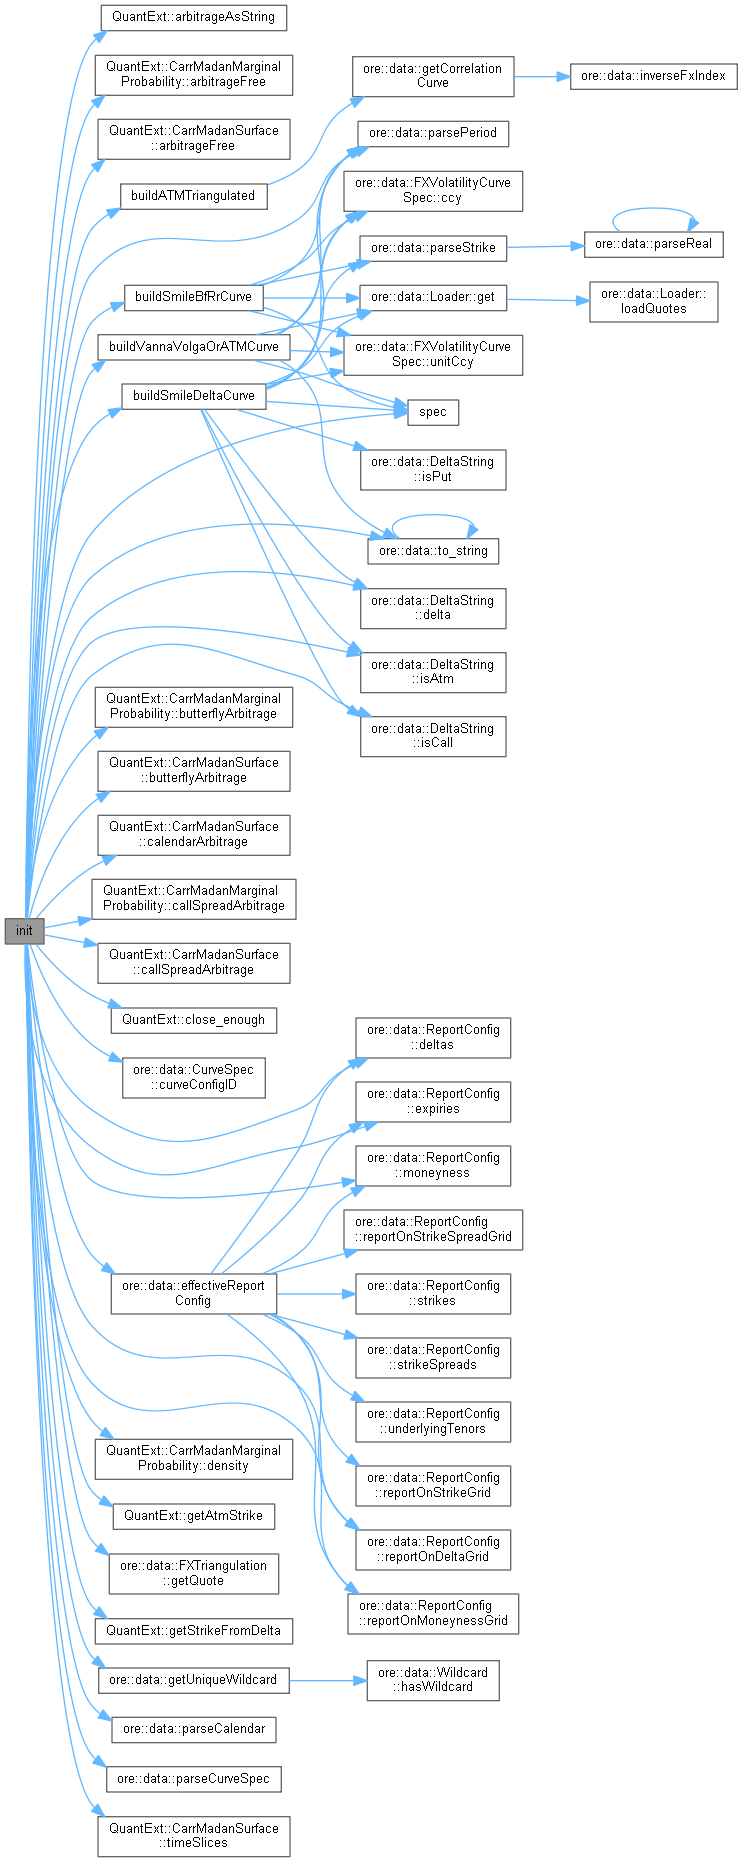 QuantExt::arbitrageAsString
QuantExt::CarrMadanMarginal
Probability::arbitrageFree
QuantExt::CarrMadanSurface
::arbitrageFree
buildATMTriangulated
buildSmileBfRrCurve
buildVannaVolgaOrATMCurve
buildSmileDeltaCurve
ore::data::getCorrelation
Curve
ore::data::inverseFxIndex
ore::data::parsePeriod
ore::data::FXVolatilityCurve
Spec::ccy
ore::data::parseStrike
ore::data::parseReal
ore::data::Loader::get
ore::data::Loader::
loadQuotes
ore::data::FXVolatilityCurve
Spec::unitCcy
spec
ore::data::DeltaString
::isPut
ore::data::to_string
ore::data::DeltaString
::delta
ore::data::DeltaString
::isAtm
ore::data::DeltaString
::isCall
QuantExt::CarrMadanMarginal
Probability::butterflyArbitrage
QuantExt::CarrMadanSurface
::butterflyArbitrage
QuantExt::CarrMadanSurface
::calendarArbitrage
QuantExt::CarrMadanMarginal
Probability::callSpreadArbitrage
init
QuantExt::CarrMadanSurface
::callSpreadArbitrage
QuantExt::close_enough
ore::data::CurveSpec
::curveConfigID
ore::data::ReportConfig
::deltas
ore::data::ReportConfig
::expiries
ore::data::ReportConfig
::moneyness
ore::data::ReportConfig
::reportOnStrikeSpreadGrid
ore::data::effectiveReport
Config
ore::data::ReportConfig
::strikes
ore::data::ReportConfig
::strikeSpreads
ore::data::ReportConfig
::underlyingTenors
ore::data::ReportConfig
::reportOnStrikeGrid
ore::data::ReportConfig
::reportOnDeltaGrid
ore::data::ReportConfig
::reportOnMoneynessGrid
QuantExt::CarrMadanMarginal
Probability::density
QuantExt::getAtmStrike
ore::data::FXTriangulation
::getQuote
QuantExt::getStrikeFromDelta
ore::data::getUniqueWildcard
ore::data::Wildcard
::hasWildcard
ore::data::parseCalendar
ore::data::parseCurveSpec
QuantExt::CarrMadanSurface
::timeSlices